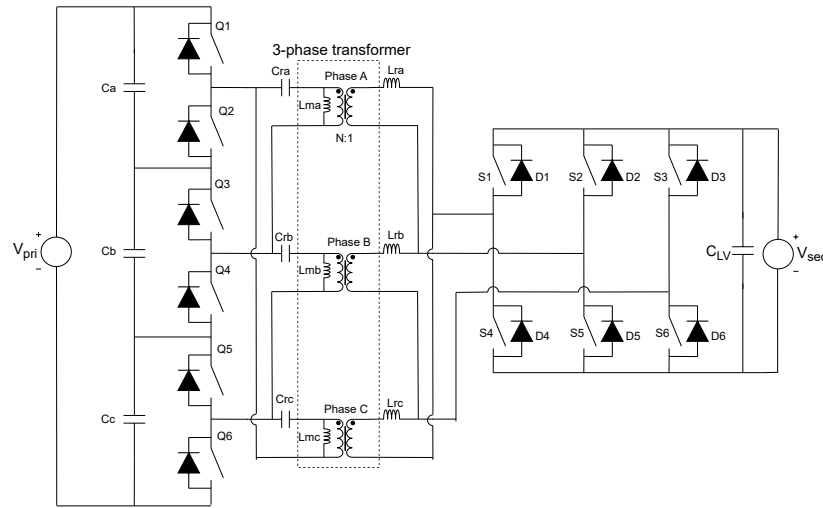 3-phase transformer
Q1
Q2
Q3
Q4
Q5
Q6
Ca
Cb
Cc
+
Vpri
−
Cra
Phase A
Lra
Lma
N:1
Crb
Phase B
Lrb
Lmb
Crc
Phase C
Lrc
Lmc
S1
D1
S2
D2
S3
D3
S4
D4
S5
D5
S6
D6
CLV
+
Vsec
−